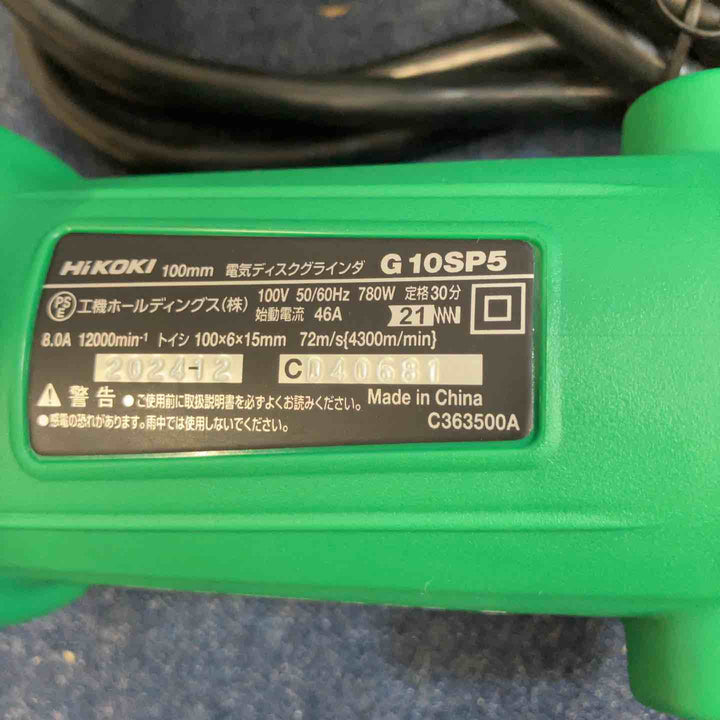 HiKOKI 100mm 電気ディスクグラインダ G 10SP5
PS E 工機ホールディングス(株) 100V 50/60Hz 780W 定格30分
始動電流 46A 21
8.0A 12000min⁻¹ トイシ 100×6×15mm 72m/s{4300m/min}
202412 C D40681
⚠ 警告 ●ご使用前に取扱説明書を必ずよくお読みください。 Made in China
●感電の恐れがあります。雨中では使用しないでください。 C363500A